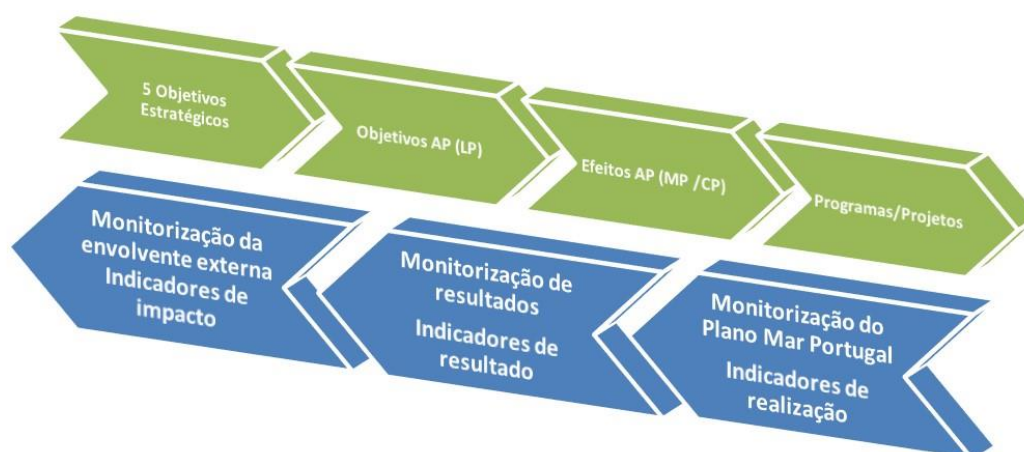 5 Objetivos
Estratégicos
Objetivos AP (LP)
Efeitos AP (MP /CP)
Programas/Projetos
Monitorização da
envolvente externa
Indicadores de
impacto
Monitorização de
resultados
Indicadores de
resultado
Monitorização do
Plano Mar Portugal
Indicadores de
realização